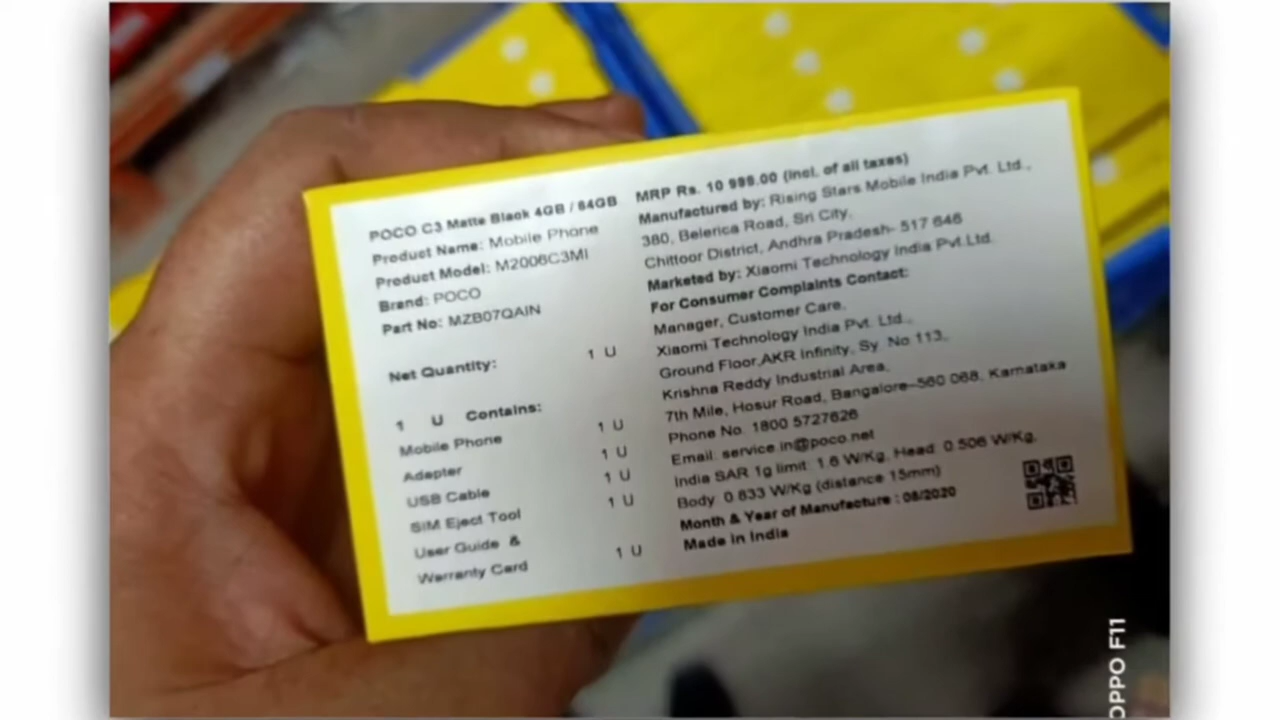 POCO C3 Matte Black 4GB / 64GB
Product Name: Mobile Phone
Product Model: M2006C3MI
Brand: POCO
Part No: MZB07QAIN
Net Quantity: 1 U
1 U Contains:
Mobile Phone 1 U
Adapter 1 U
USB Cable 1 U
SIM Eject Tool 1 U
User Guide &
Warranty Card 1 U
MRP Rs. 10 999.00 (Incl. of all taxes)
Manufactured by: Rising Stars Mobile India Pvt. Ltd.,
380, Belerica Road, Sri City,
Chittoor District, Andhra Pradesh- 517 646
Marketed by: Xiaomi Technology India Pvt.Ltd.
For Consumer Complaints Contact:
Manager, Customer Care,
Xiaomi Technology India Pvt. Ltd.,
Ground Floor,AKR Infinity, Sy No 113,
Krishna Reddy Industrial Area,
7th Mile, Hosur Road, Bangalore–560 068, Karnataka
Phone No. 1800 5727626
Email. service.in@poco.net
India SAR 1g limit 1.6 W/Kg, Head 0.506 W/Kg,
Body 0.833 W/Kg (distance 15mm)
Month & Year of Manufacture : 08/2020
Made in India
OPPO F11